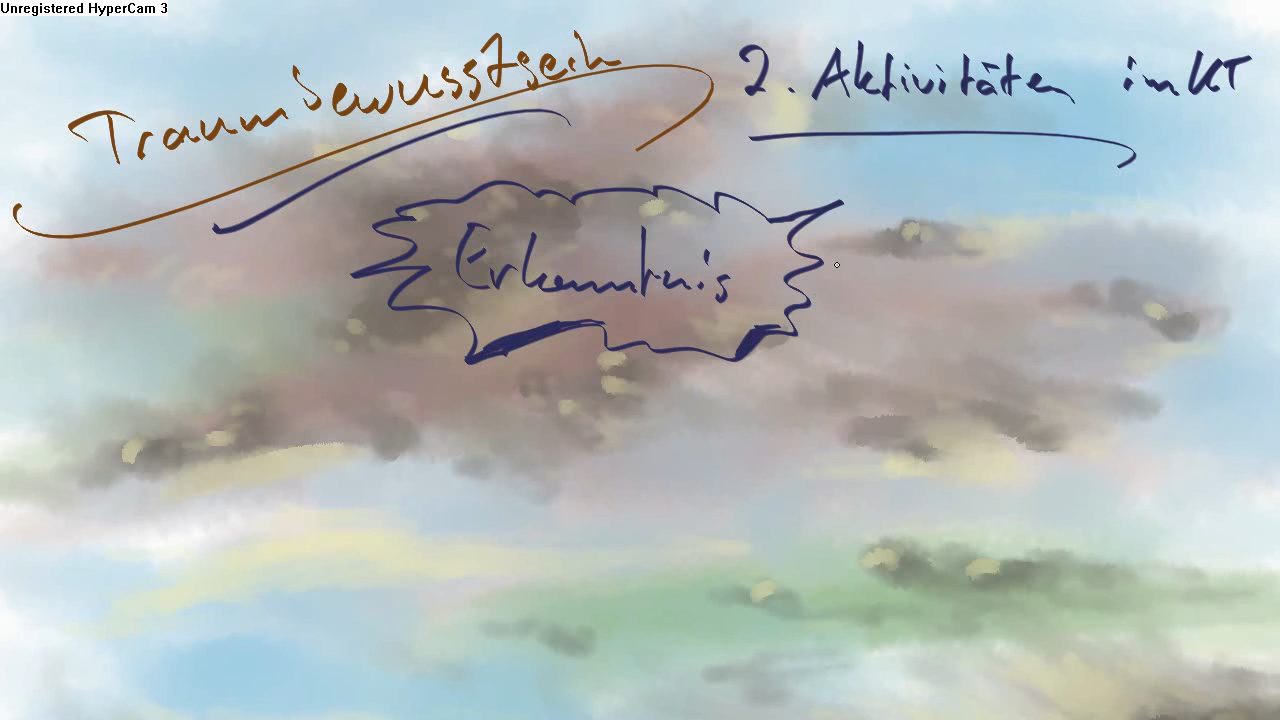 Unregistered HyperCam 3
Traumbewusstsein
2. Aktivitäten im KT
Erkenntnis